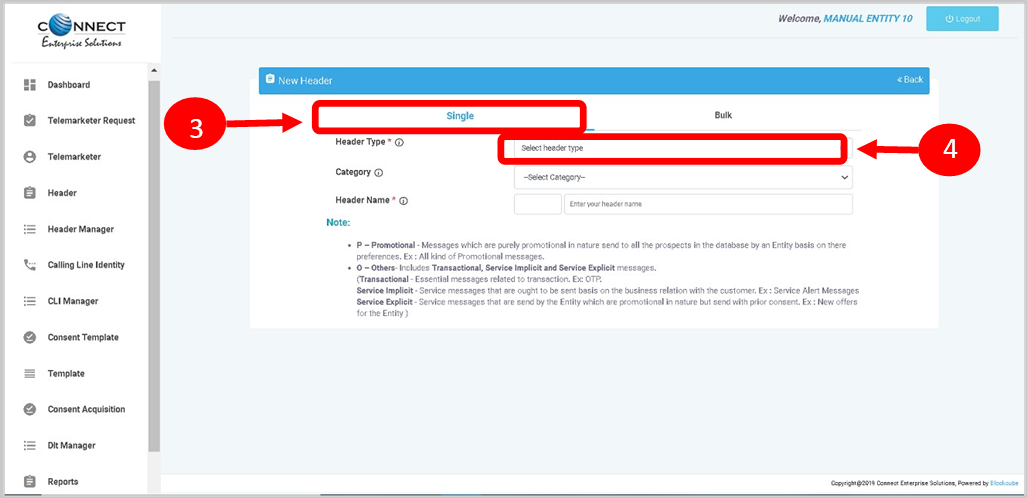 CONNECT
Enterprise Solutions
Welcome, MANUAL ENTITY 10
Logout
Dashboard
Telemarketer Request
Telemarketer
Header
Header Manager
Calling Line Identity
CLI Manager
Consent Template
Template
Consent Acquisition
Dlt Manager
Reports
New Header
« Back
3
Single
Bulk
Header Type *
Select header type
4
Category
--Select Category--
Header Name *
Enter your header name
Note:
• P – Promotional - Messages which are purely promotional in nature send to all the prospects in the database by an Entity basis on there
preferences. Ex : All kind of Promotional messages.
• O – Others- Includes Transactional, Service Implicit and Service Explicit messages.
(Transactional - Essential messages related to transaction. Ex: OTP.
Service Implicit - Service messages that are ought to be sent basis on the business relation with the customer. Ex : Service Alert Messages
Service Explicit - Service messages that are send by the Entity which are promotional in nature but send with prior consent. Ex : New offers
for the Entity )
Copyright@2019 Connect Enterprise Solutions, Powered by Blockcube